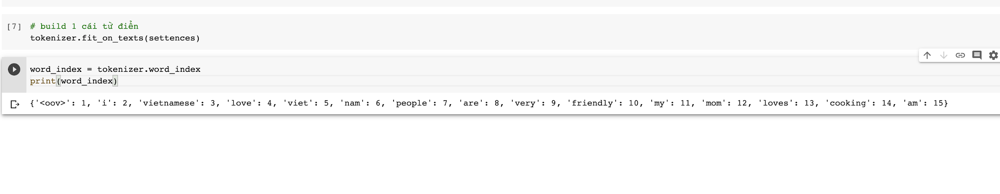 [7] # build 1 cái từ điển
tokenizer.fit_on_texts(settences)
word_index = tokenizer.word_index
print(word_index)
{'<oov>': 1, 'i': 2, 'vietnamese': 3, 'love': 4, 'viet': 5, 'nam': 6, 'people': 7, 'are': 8, 'very': 9, 'friendly': 10, 'my': 11, 'mom': 12, 'loves': 13, 'cooking': 14, 'am': 15}